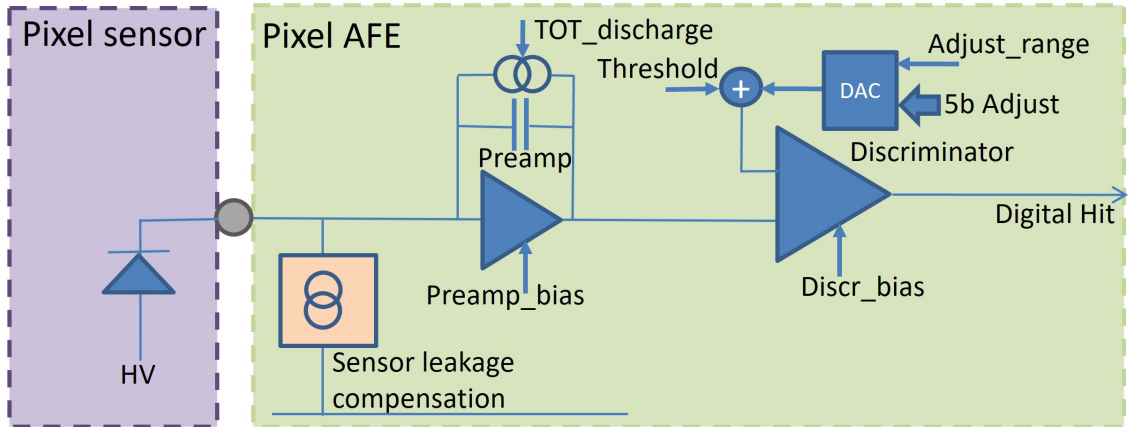 Pixel sensor
Pixel AFE
TOT_discharge
Threshold
Adjust_range
DAC
+
5b Adjust
Preamp
Discriminator
Digital Hit
Preamp_bias
Discr_bias
HV
Sensor leakage
compensation